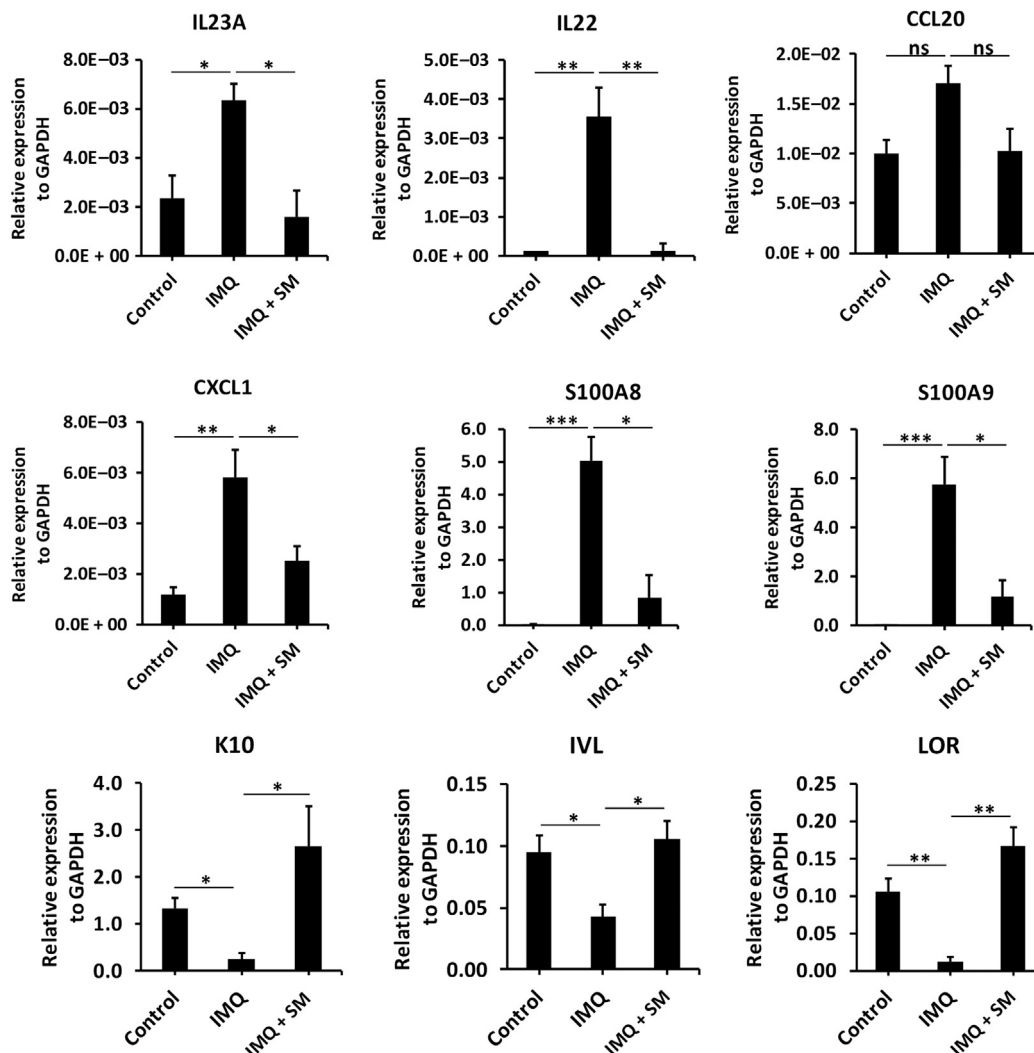 IL23A
Relative expression
to GAPDH
8.0E−03
6.0E−03
4.0E−03
2.0E−03
0.0E + 00
*
*
Control
IMQ
IMQ + SM
IL22
Relative expression
to GAPDH
5.0E−03
4.0E−03
3.0E−03
2.0E−03
1.0E−03
0.0E + 00
**
**
Control
IMQ
IMQ + SM
CCL20
Relative expression
to GAPDH
2.0E−02
1.5E−02
1.0E−02
5.0E−03
0.0E + 00
ns
ns
Control
IMQ
IMQ + SM
CXCL1
Relative expression
to GAPDH
8.0E−03
6.0E−03
4.0E−03
2.0E−03
0.0E + 00
**
*
Control
IMQ
IMQ + SM
S100A8
Relative expression
to GAPDH
6.0
5.0
4.0
3.0
2.0
1.0
0.0
***
*
Control
IMQ
IMQ + SM
S100A9
Relative expression
to GAPDH
8.0
6.0
4.0
2.0
0.0
***
*
Control
IMQ
IMQ + SM
K10
Relative expression
to GAPDH
4.0
3.0
2.0
1.0
0.0
*
*
Control
IMQ
IMQ + SM
IVL
Relative expression
to GAPDH
0.15
0.10
0.05
0.00
*
*
Control
IMQ
IMQ + SM
LOR
Relative expression
to GAPDH
0.25
0.20
0.15
0.10
0.05
0.00
**
**
Control
IMQ
IMQ + SM